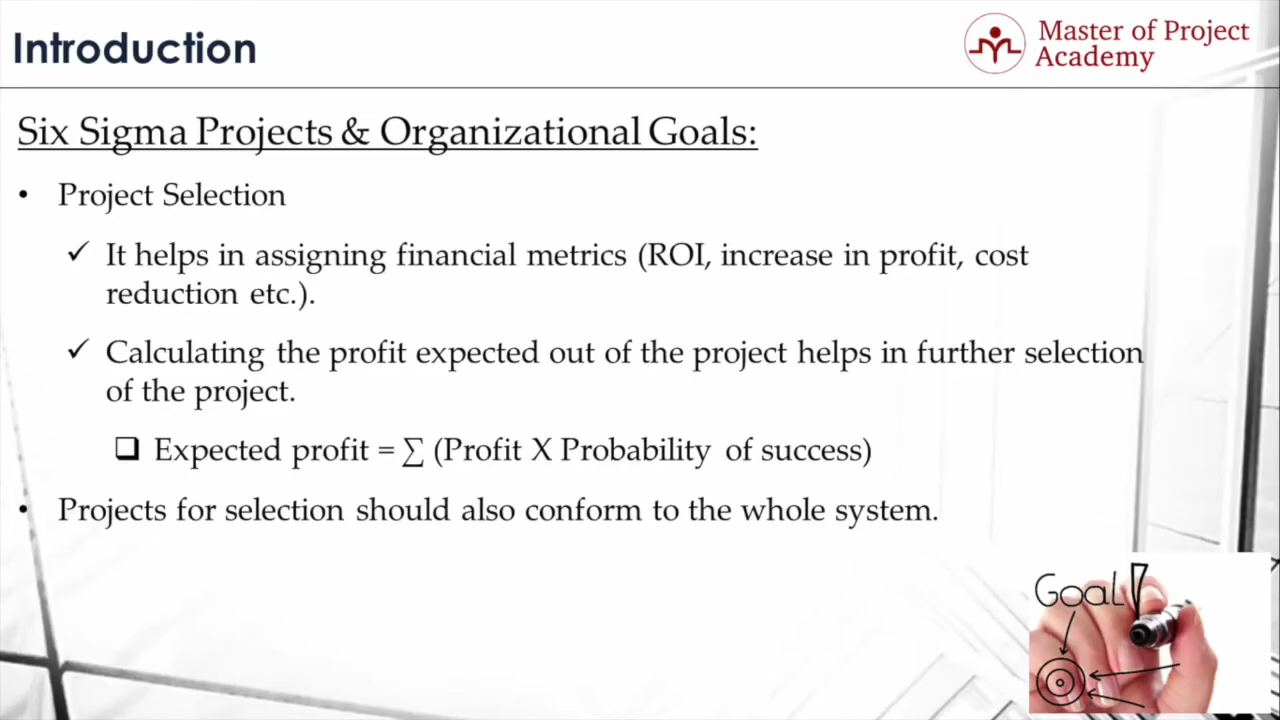 Introduction
Master of Project
Academy
Six Sigma Projects & Organizational Goals:
• Project Selection
✓ It helps in assigning financial metrics (ROI, increase in profit, cost
reduction etc.).
✓ Calculating the profit expected out of the project helps in further selection
of the project.
❑ Expected profit = ∑ (Profit X Probability of success)
• Projects for selection should also conform to the whole system.
Goal!